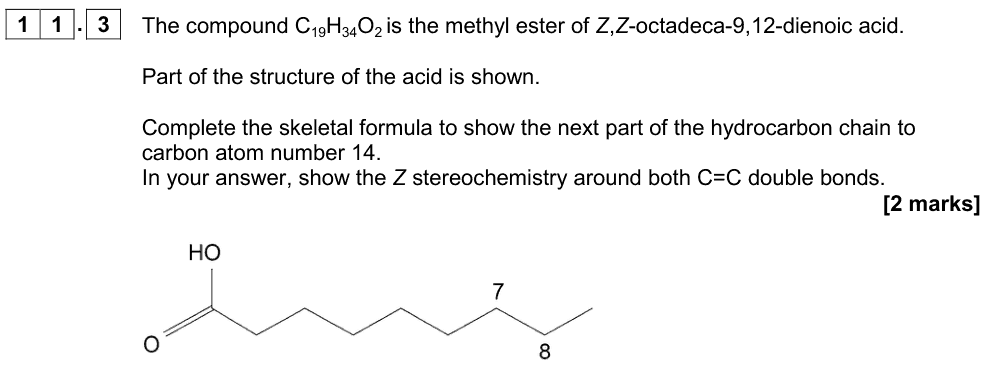 1 1 . 3 The compound C₁₉H₃₄O₂ is the methyl ester of Z,Z-octadeca-9,12-dienoic acid.
Part of the structure of the acid is shown.
Complete the skeletal formula to show the next part of the hydrocarbon chain to
carbon atom number 14.
In your answer, show the Z stereochemistry around both C=C double bonds.
[2 marks]
HO
7
O
8